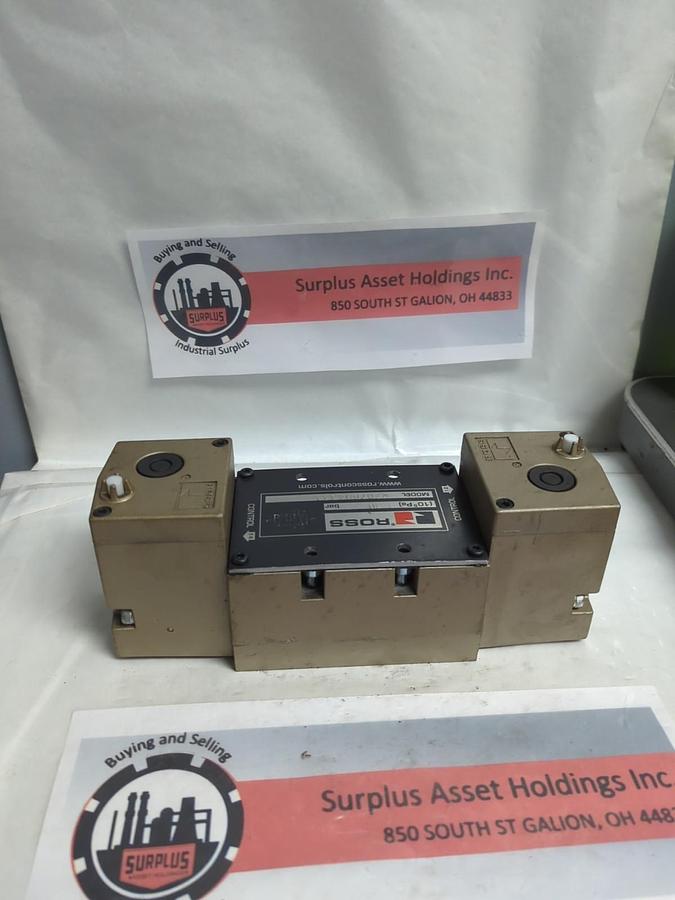 Buying and Selling
SURPLUS
Industrial Surplus
Surplus Asset Holdings Inc.
850 SOUTH ST GALION, OH 44833
www.rosscontrols.com
MODEL
CONTROL
ROSS
bar
(10⁵Pa)
CONTROL
Buying and Selling
SURPLUS
Surplus Asset Holdings Inc.
850 SOUTH ST GALION, OH 4483